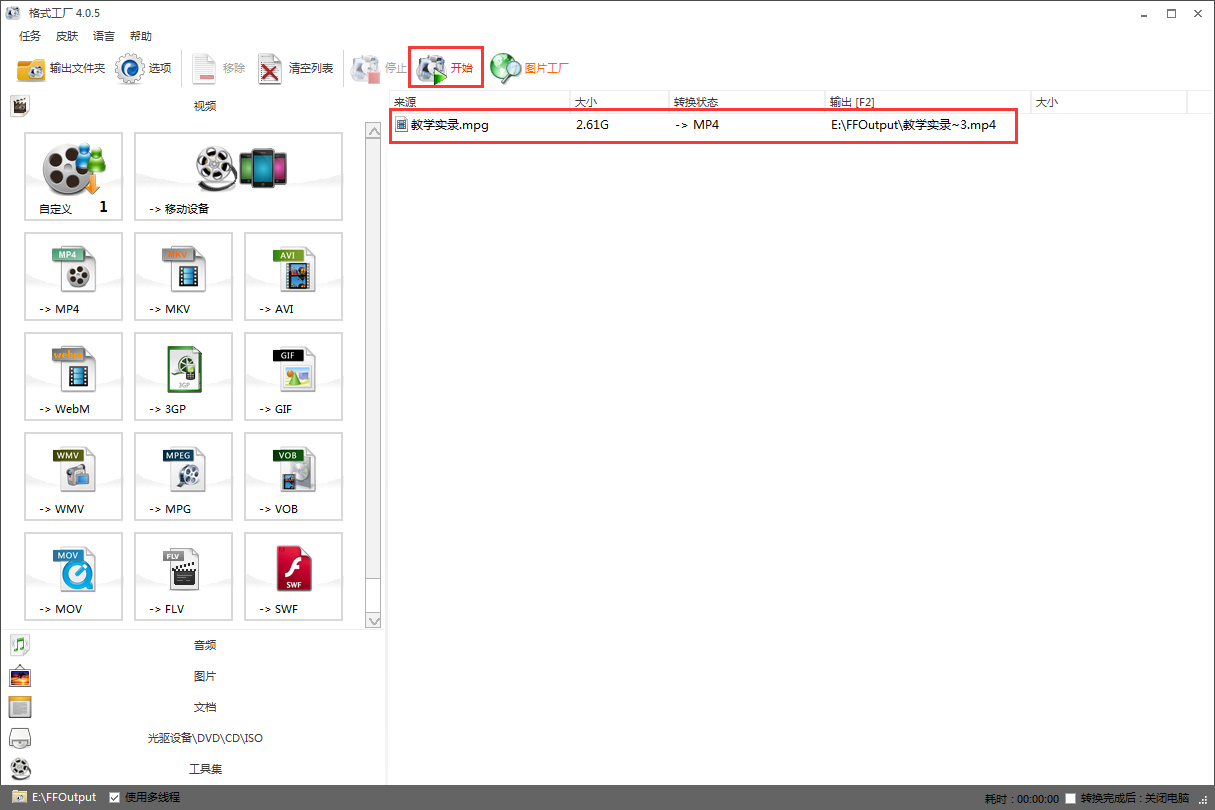 格式工厂 4.0.5
任务 皮肤 语言 帮助
输出文件夹 选项 移除 清空列表 停止 开始 图片工厂
视频
来源 大小 转换状态 输出 [F2] 大小
教学实录.mpg 2.61G -> MP4 E:\FFOutput\教学实录~3.mp4
自定义 1 -> 移动设备
MP4 MKV AVI
-> MP4 -> MKV -> AVI
webm 3GP GIF
-> WebM -> 3GP -> GIF
WMV MPEG VOB
-> WMV -> MPG -> VOB
MOV FLV SWF
-> MOV -> FLV -> SWF
音频
图片
文档
光驱设备\DVD\CD\ISO
工具集
E:\FFOutput 使用多线程 耗时 : 00:00:00 转换完成后 : 关闭电脑